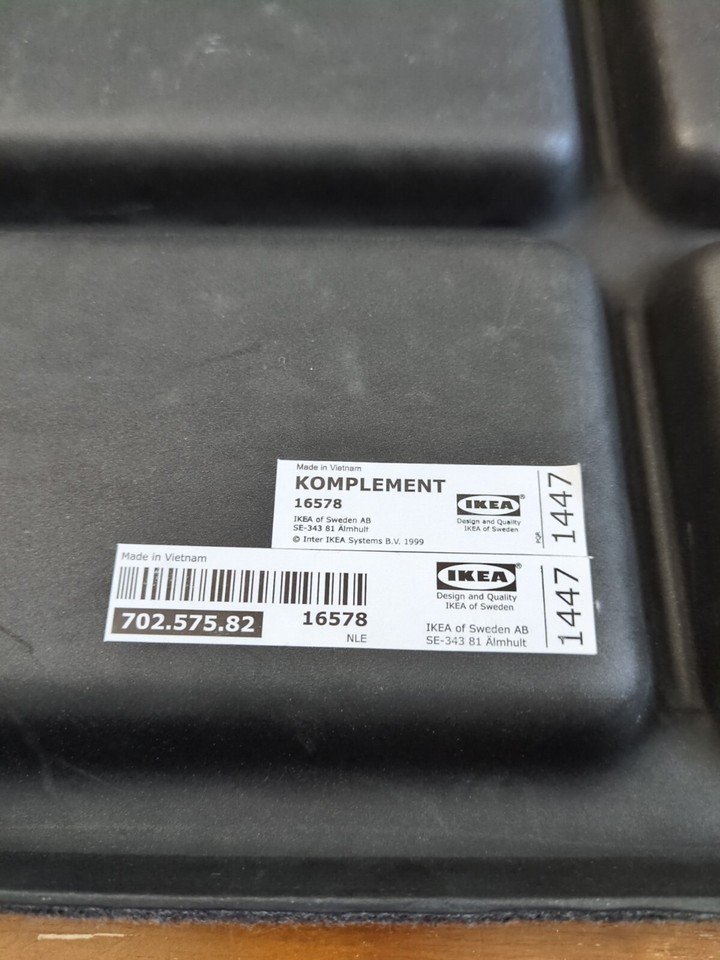 Made in Vietnam
KOMPLEMENT
16578
IKEA of Sweden AB
SE-343 81 Älmhult
© Inter IKEA Systems B.V. 1999
IKEA®
Design and Quality
IKEA of Sweden
PQR
1447
Made in Vietnam
702.575.82
16578
NLE
IKEA®
Design and Quality
IKEA of Sweden
IKEA of Sweden AB
SE-343 81 Älmhult
1447